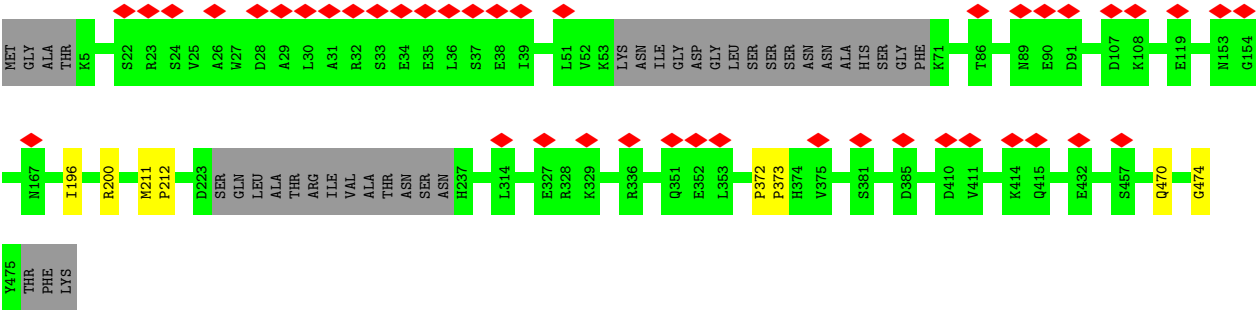 MET GLY ALA THR K5 S22 R23 S24 V25 A26 W27 D28 A29 L30 A31 R32 S33 E34 E35 L36 S37 E38 I39 L51 V52 K53 LYS ASN ILE GLY ASP GLY LEU SER SER SER ASN ASN ALA HIS SER GLY PHE K71 T86 N89 E90 D91 D107 K108 E119 N153 G154
N167 I196 R200 M211 P212 D223 SER GLN LEU ALA THR ARG ILE VAL ALA THR ASN SER ASN H237 L314 E327 R328 K329 R336 Q351 E352 L353 P372 P373 H374 V375 S381 D385 D410 V411 K414 Q415 E432 S457 Q470 G474
Y475 THR PHE LYS